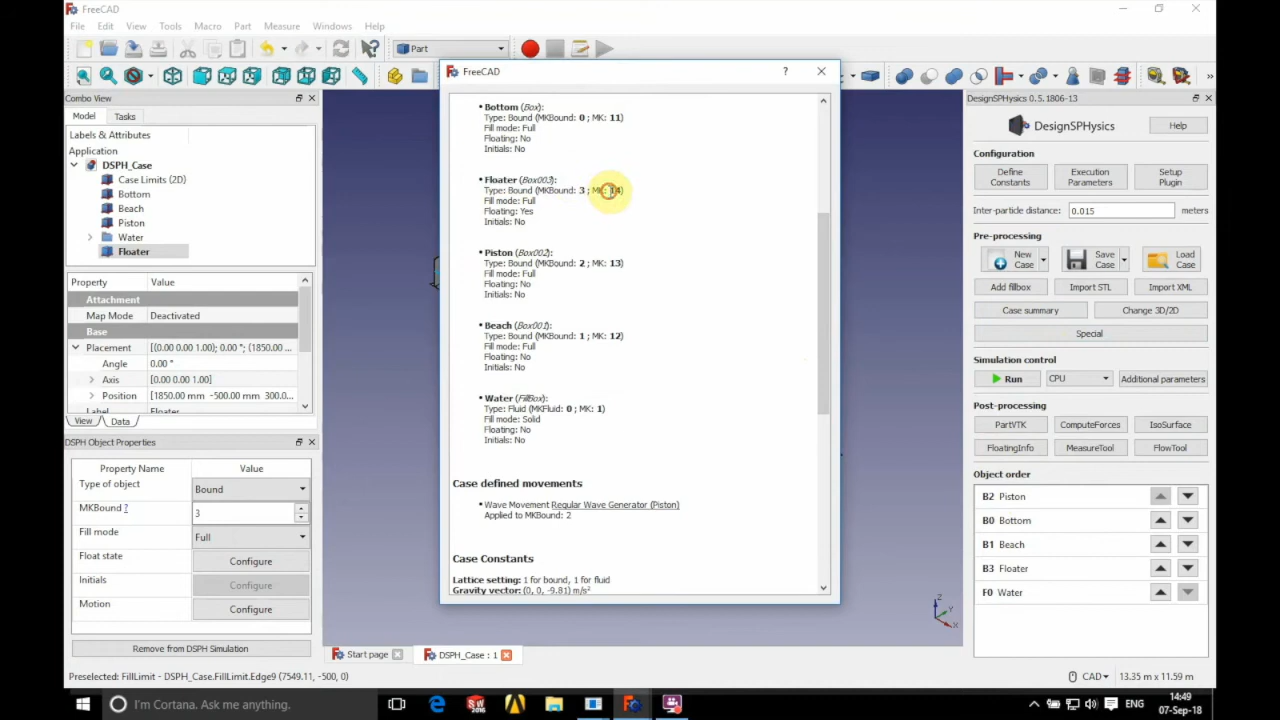 FreeCAD
File Edit View Tools Macro Part Measure Windows Help
Part
Combo View
Model Tasks
Labels & Attributes
Application
DSPH_Case
Case Limits (2D)
Bottom
Beach
Piston
Water
Floater
Property Value
Attachment
Map Mode Deactivated
Base
Placement [(0.00 0.00 1.00); 0.00 °; (1850.00 ...
Angle 0.00 °
Axis [0.00 0.00 1.00]
Position [1850.00 mm -500.00 mm 300.0...
Label Floater
View Data
DSPH Object Properties
Property Name Value
Type of object Bound
MKBound ? 3
Fill mode Full
Float state Configure
Initials Configure
Motion Configure
Remove from DSPH Simulation
FreeCAD
?
• Bottom (Box):
Type: Bound (MKBound: 0 ; MK: 11)
Fill mode: Full
Floating: No
Initials: No
• Floater (Box003):
Type: Bound (MKBound: 3 ; MK: 14)
Fill mode: Full
Floating: Yes
Initials: No
• Piston (Box002):
Type: Bound (MKBound: 2 ; MK: 13)
Fill mode: Full
Floating: No
Initials: No
• Beach (Box001):
Type: Bound (MKBound: 1 ; MK: 12)
Fill mode: Full
Floating: No
Initials: No
• Water (FillBox):
Type: Fluid (MKFluid: 0 ; MK: 1)
Fill mode: Solid
Floating: No
Initials: No
Case defined movements
• Wave Movement Regular Wave Generator (Piston)
Applied to MKBound: 2
Case Constants
Lattice setting: 1 for bound, 1 for fluid
Gravity vector: (0, 0, -9.81) m/s²
Start page
DSPH_Case : 1
DesignSPHysics 0.5.1806-13
DesignSPHysics Help
Configuration
Define Constants
Execution Parameters
Setup Plugin
Inter-particle distance: 0.015 meters
Pre-processing
New Case
Save Case
Load Case
Add fillbox Import STL Import XML
Case summary Change 3D/2D
Special
Simulation control
Run CPU Additional parameters
Post-processing
PartVTK ComputeForces IsoSurface
FloatingInfo MeasureTool FlowTool
Object order
B2 Piston
B0 Bottom
B1 Beach
B3 Floater
F0 Water
Z
Y
X
Preselected: FillLimit - DSPH_Case.FillLimit.Edge9 (7549.11, -500, 0)
CAD
13.35 m x 11.59 m
I'm Cortana. Ask me anything.
ENG
14:49
07-Sep-18